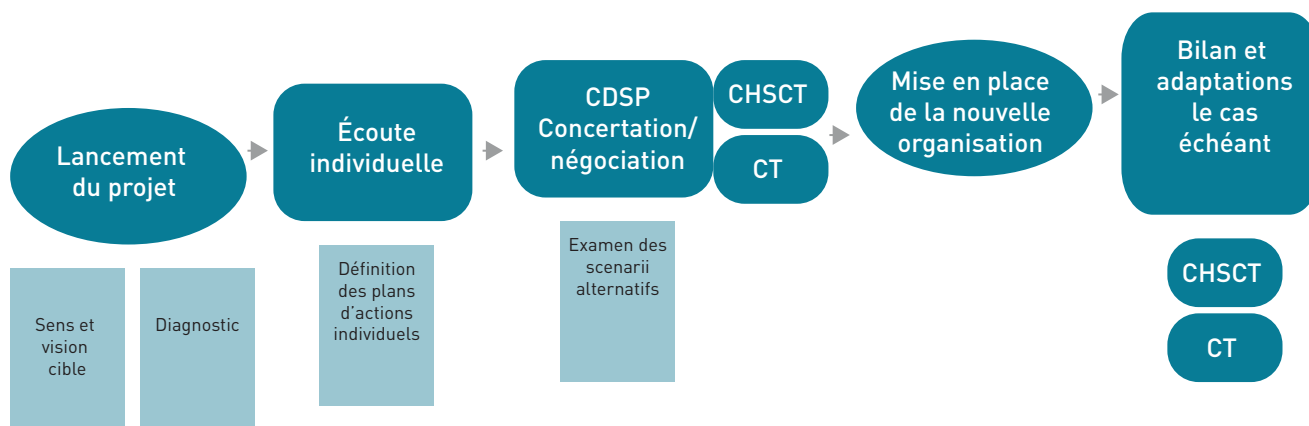 Lancement
du projet
Sens et
vision
cible
Diagnostic
Écoute
individuelle
Définition
des plans
d'actions
individuels
CDSP
Concertation/
négociation
CHSCT
CT
Examen des
scenarii
alternatifs
Mise en place
de la nouvelle
organisation
Bilan et
adaptations
le cas
échéant
CHSCT
CT